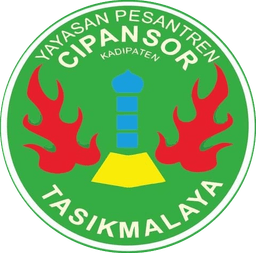 YAYASAN PESANTREN
CIPANSOR
KADIPATEN
TASIKMALAYA